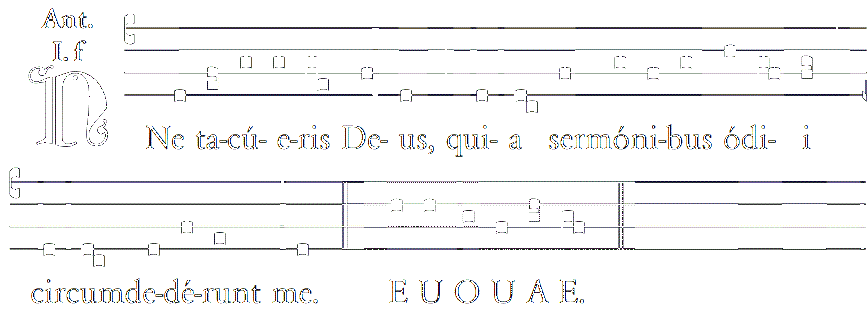 Ant.
I. f
N
Ne ta-cú- e-ris De- us, qui- a sermóni-bus ódi- i
circumde-dé-runt me. E U O U A E.